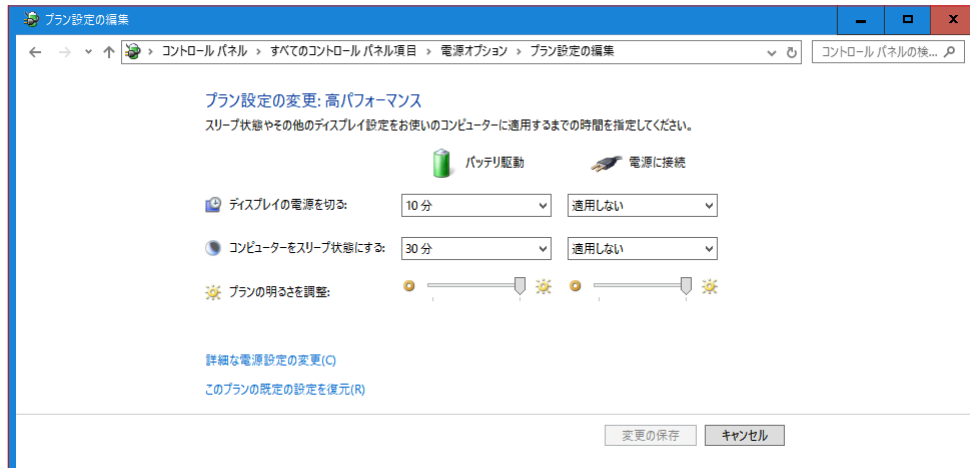 プラン設定の編集
コントロール パネル › すべてのコントロール パネル項目 › 電源オプション › プラン設定の編集
コントロール パネルの検...
プラン設定の変更: 高パフォーマンス
スリープ状態やその他のディスプレイ設定をお使いのコンピューターに適用するまでの時間を指定してください。
バッテリ駆動 電源に接続
ディスプレイの電源を切る: 10 分 適用しない
コンピューターをスリープ状態にする: 30 分 適用しない
プランの明るさを調整:
詳細な電源設定の変更(C)
このプランの既定の設定を復元(R)
変更の保存 キャンセル